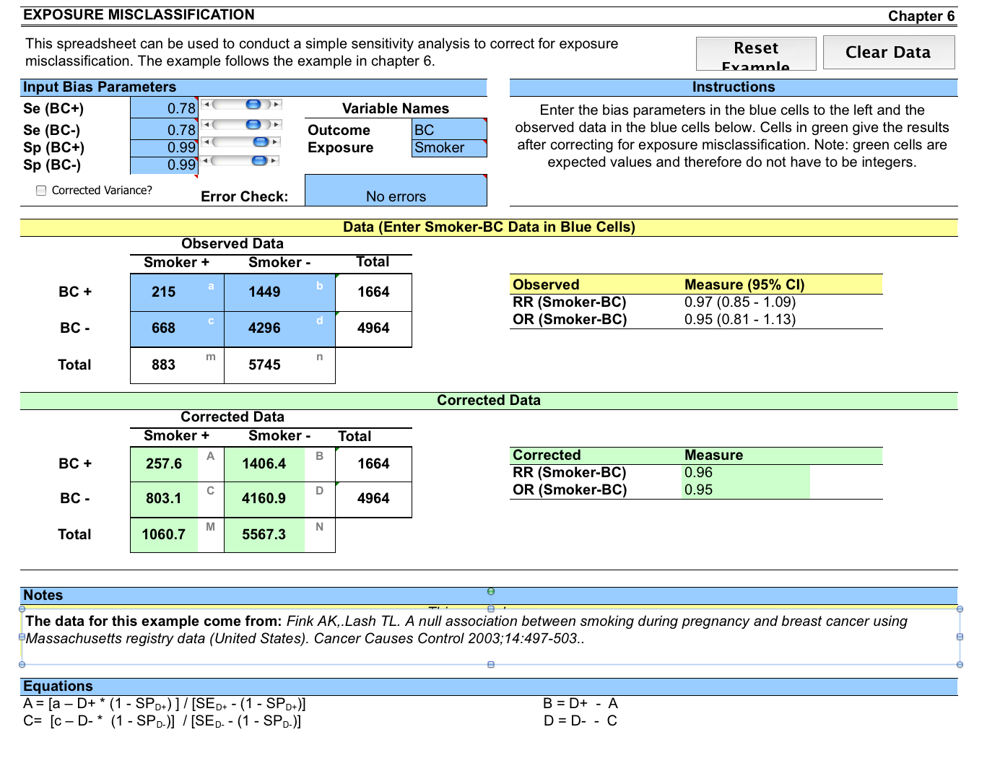 EXPOSURE MISCLASSIFICATION
Chapter 6
This spreadsheet can be used to conduct a simple sensitivity analysis to correct for exposure
misclassification. The example follows the example in chapter 6.
Reset
Example
Clear Data
Input Bias Parameters
Se (BC+) 0.78
Se (BC-) 0.78
Sp (BC+) 0.99
Sp (BC-) 0.99
Variable Names
Outcome BC
Exposure Smoker
Corrected Variance?
Error Check: No errors
Instructions
Enter the bias parameters in the blue cells to the left and the
observed data in the blue cells below. Cells in green give the results
after correcting for exposure misclassification. Note: green cells are
expected values and therefore do not have to be integers.
Data (Enter Smoker-BC Data in Blue Cells)
Observed Data
Smoker + Smoker - Total
BC + 215 a 1449 b 1664
BC - 668 c 4296 d 4964
Total 883 m 5745 n
Observed Measure (95% CI)
RR (Smoker-BC) 0.97 (0.85 - 1.09)
OR (Smoker-BC) 0.95 (0.81 - 1.13)
Corrected Data
Corrected Data
Smoker + Smoker - Total
BC + 257.6 A 1406.4 B 1664
BC - 803.1 C 4160.9 D 4964
Total 1060.7 M 5567.3 N
Corrected Measure
RR (Smoker-BC) 0.96
OR (Smoker-BC) 0.95
Notes
The data for this example come from: Fink AK,.Lash TL. A null association between smoking during pregnancy and breast cancer using
Massachusetts registry data (United States). Cancer Causes Control 2003;14:497-503..
Equations
A = [a – D+ * (1 - SPD+) ] / [SED+ - (1 - SPD+)] B = D+ - A
C= [c – D- * (1 - SPD-)] / [SED- - (1 - SPD-)] D = D- - C